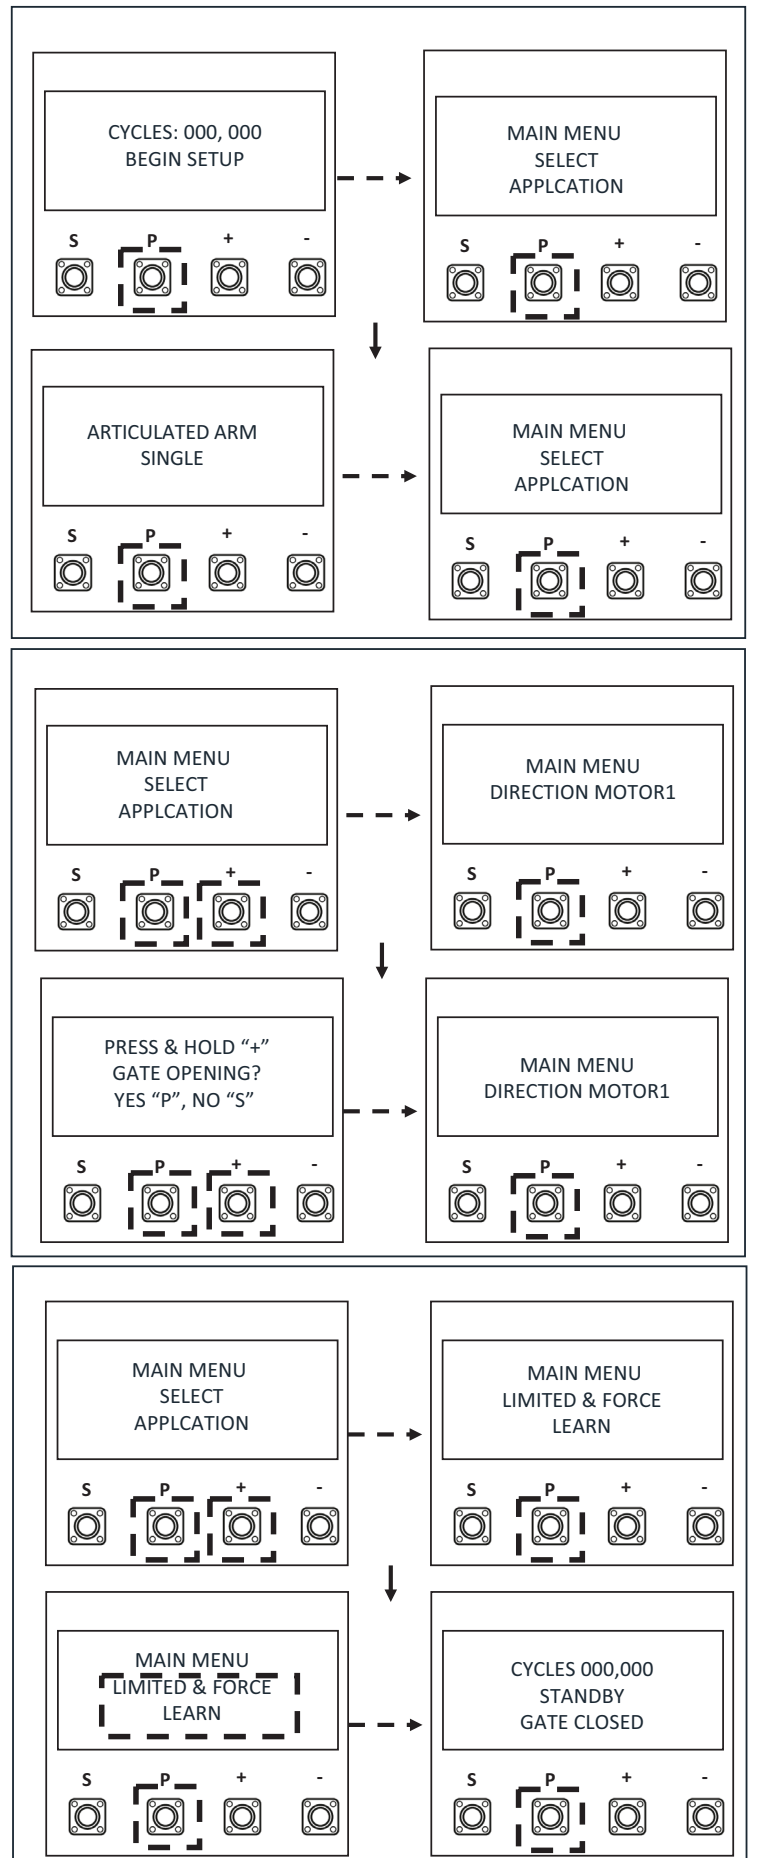 CYCLES: 000, 000
BEGIN SETUP
S P + -
MAIN MENU
SELECT
APPLCATION
S P + -
ARTICULATED ARM
SINGLE
S P + -
MAIN MENU
SELECT
APPLCATION
S P + -
MAIN MENU
SELECT
APPLCATION
S P + -
MAIN MENU
DIRECTION MOTOR1
S P + -
PRESS & HOLD “+”
GATE OPENING?
YES “P”, NO “S”
S P + -
MAIN MENU
DIRECTION MOTOR1
S P + -
MAIN MENU
SELECT
APPLCATION
S P + -
MAIN MENU
LIMITED & FORCE
LEARN
S P + -
MAIN MENU
LIMITED & FORCE
LEARN
S P + -
CYCLES 000,000
STANDBY
GATE CLOSED
S P + -